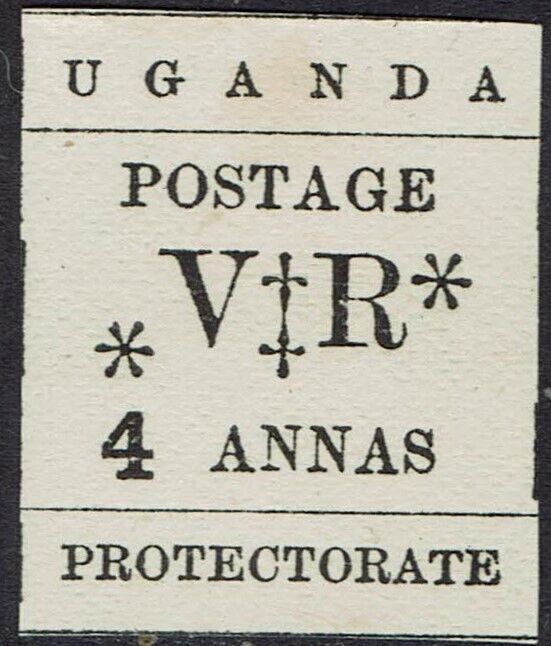 UGANDA
POSTAGE
* V‡R *
4 ANNAS
PROTECTORATE